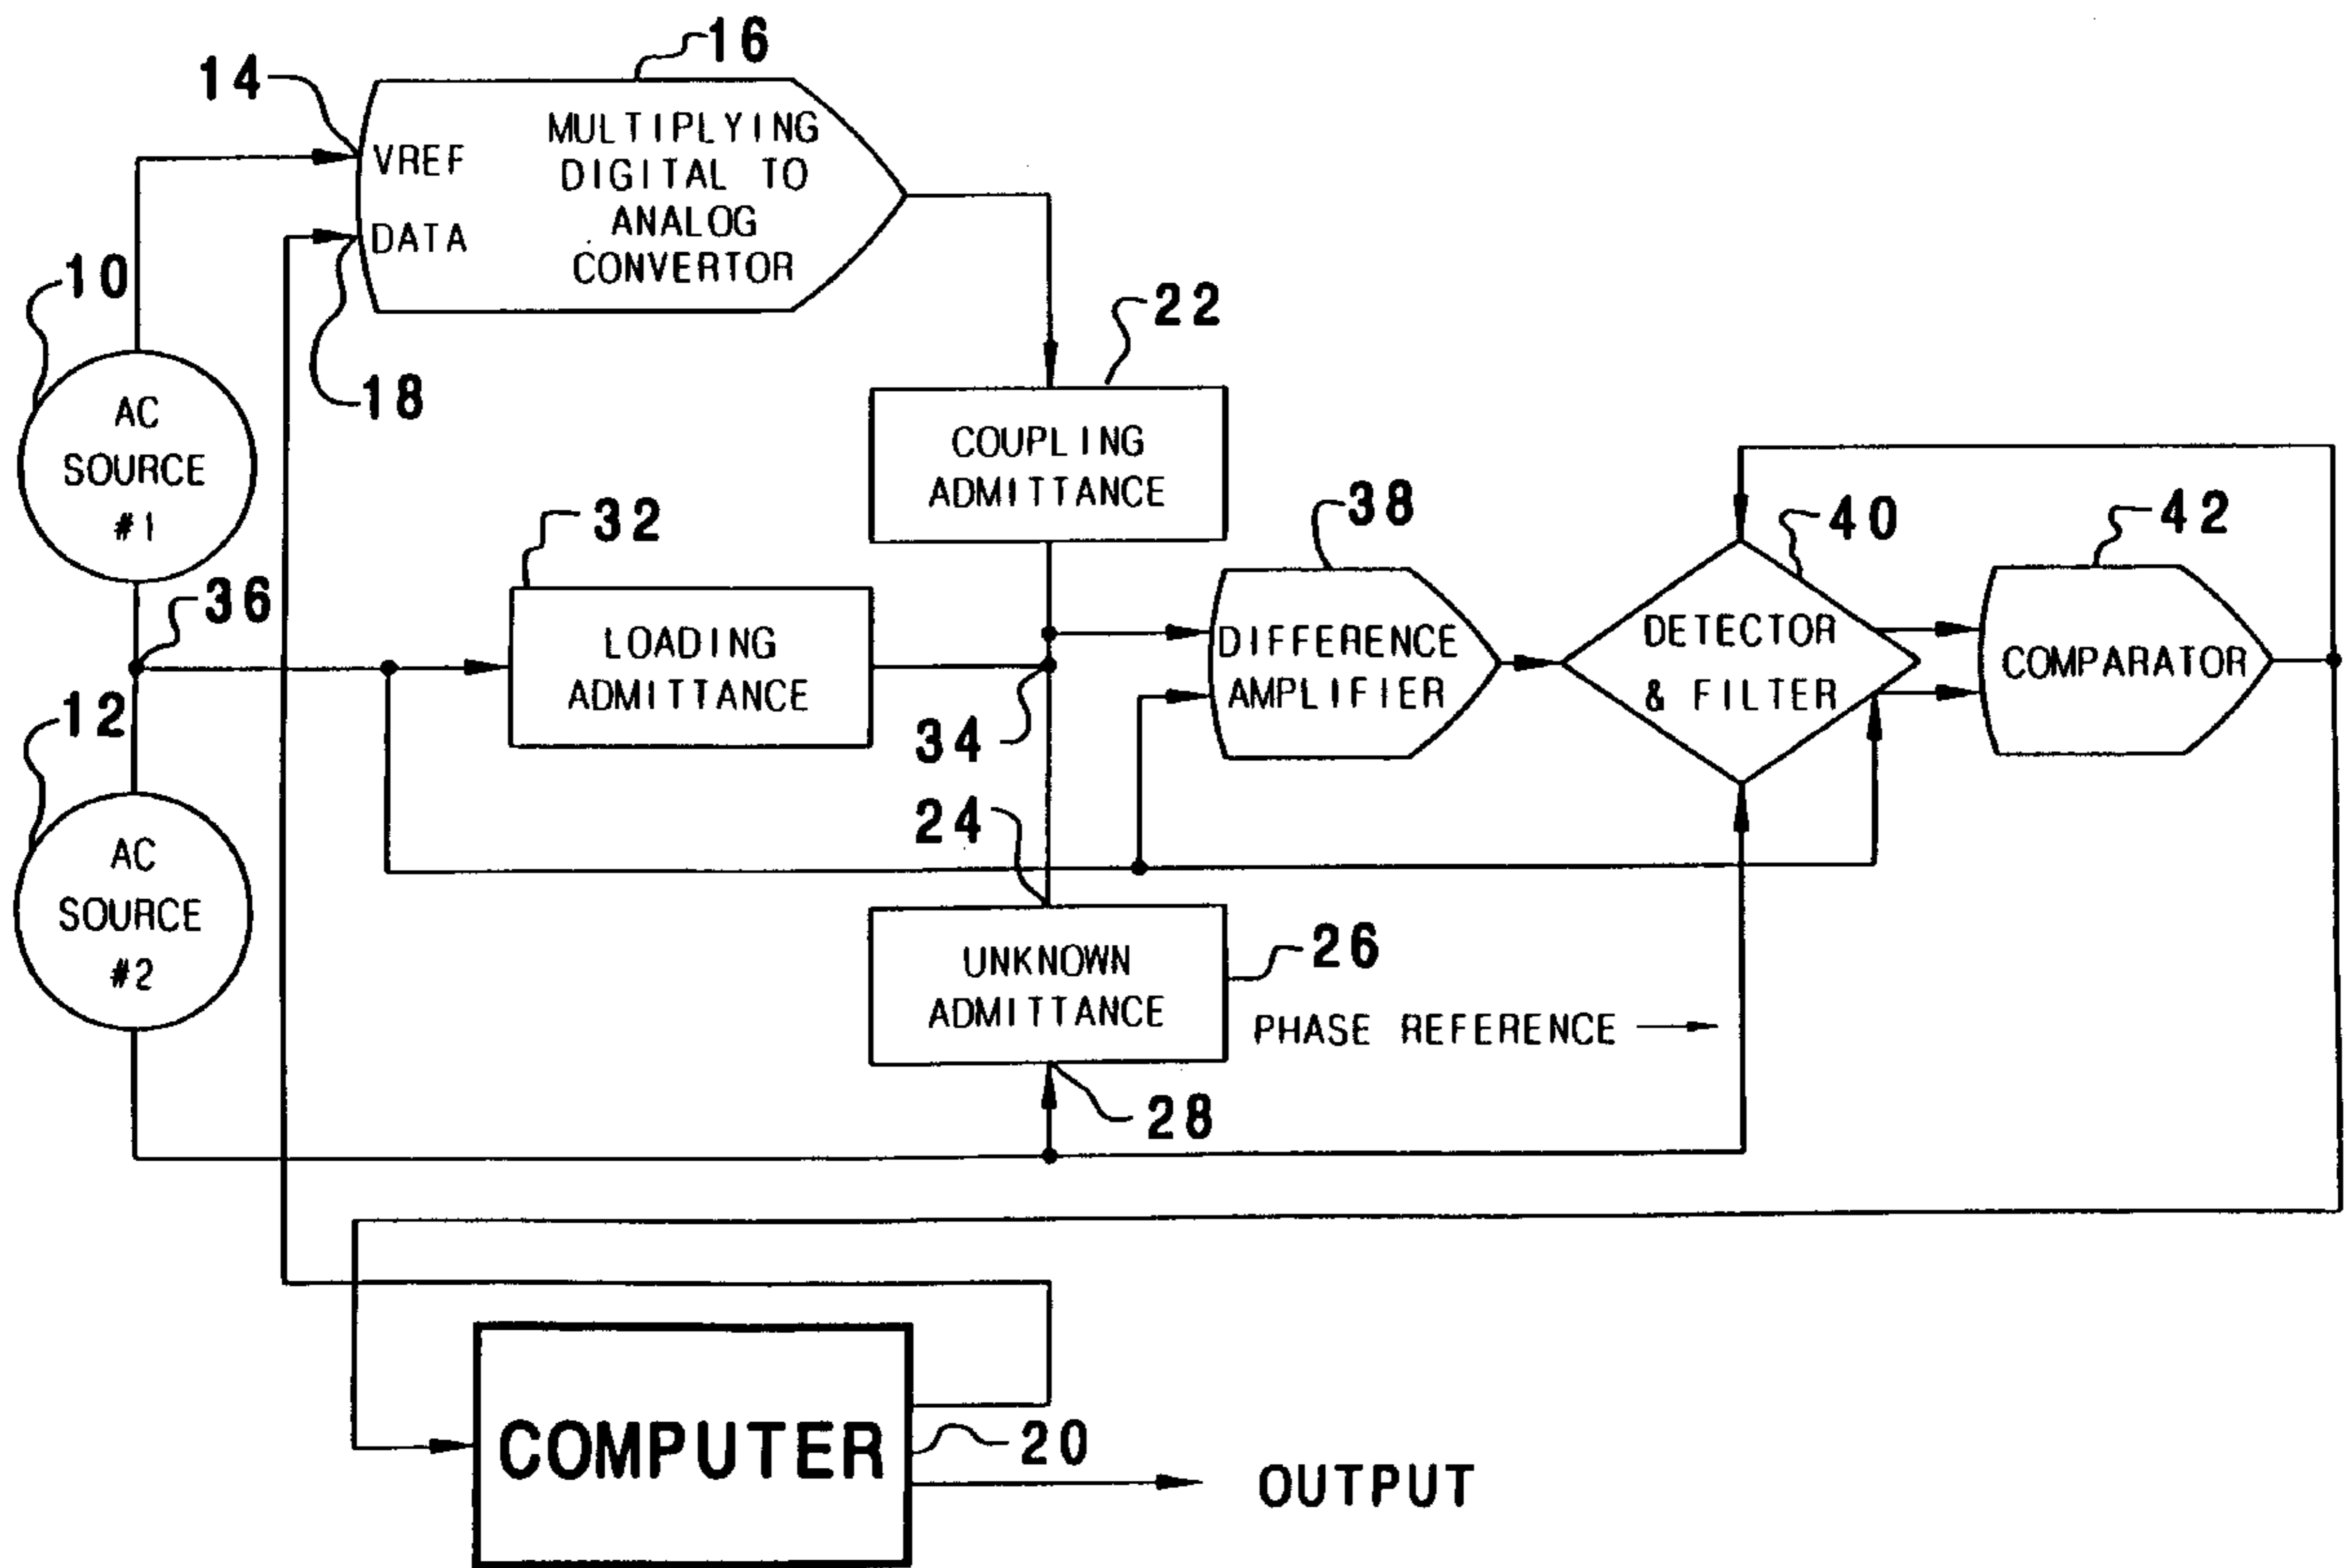 16
14
VREF
MULTIPLYING
DIGITAL TO
ANALOG
CONVERTOR
DATA
10
18
22
AC
SOURCE
#1
COUPLING
ADMITTANCE
32
38
40
42
36
LOADING
ADMITTANCE
DIFFERENCE
AMPLIFIER
DETECTOR
& FILTER
COMPARATOR
12
34
24
AC
SOURCE
#2
UNKNOWN
ADMITTANCE
26
PHASE REFERENCE
28
COMPUTER
20
OUTPUT